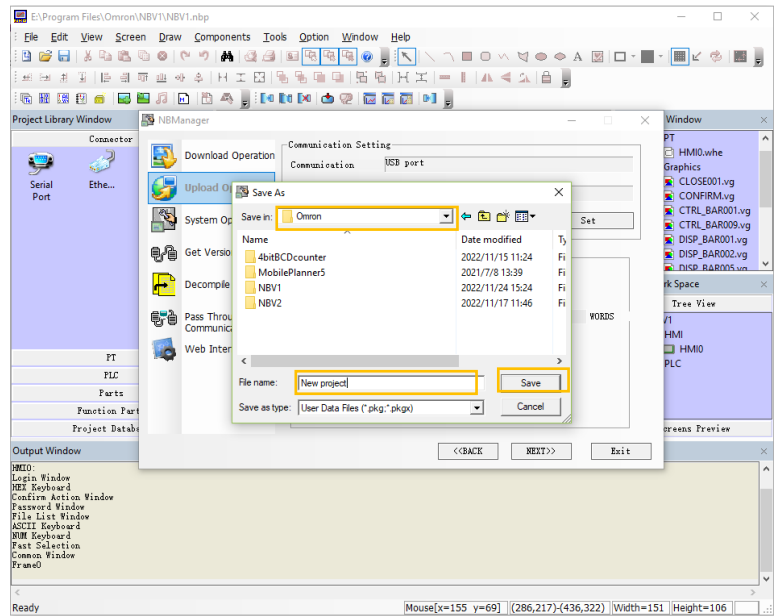 E:\Program Files\Omron\NBV1\NBV1.nbp
File Edit View Screen Draw Components Tools Option Window Help
Project Library Window
Connector
Serial Port
Ethe...
PT
PLC
Parts
Function Part
Project Databa
NBManager
Download Operation
Upload Op
System Op
Get Versio
Decompile
Pass Throu
Communica
Web Inter
Communication Setting
Communication USB port
Set
WORDS
<<BACK NEXT>> Exit
Save As
Save in: Omron
Name Date modified Ty
4bitBCDcounter 2022/11/15 11:24 Fi
MobilePlanner5 2021/7/8 13:39 Fi
NBV1 2022/11/24 15:24 Fi
NBV2 2022/11/17 11:46 Fi
File name: New project Save
Save as type: User Data Files (*.pkg;*.pkgx) Cancel
Window
PT
HMI0.whe
Graphics
CLOSE001.vg
CONFIRM.vg
CTRL_BAR001.vg
CTRL_BAR009.vg
DISP_BAR001.vg
DISP_BAR002.vg
DISP_BAR005.vg
rk Space
Tree View
V1
HMI
HMI0
PLC
creens Preview
Output Window
HMI0:
Login Window
HEX Keyboard
Confirm Action Window
Password Window
File List Window
ASCII Keyboard
NUM Keyboard
Fast Selection
Common Window
Frame0
Ready Mouse[x=155 y=69] (286,217)-(436,322) Width=151 Height=106